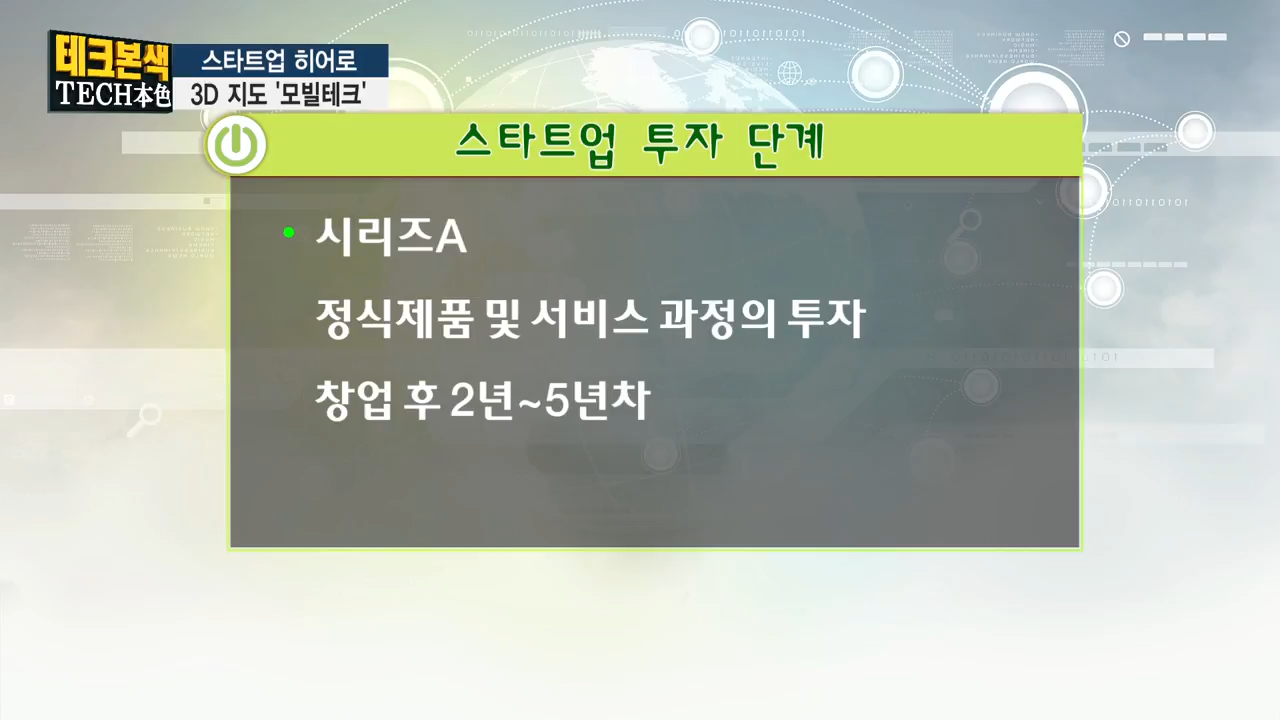 테크본색
TECH本色
스타트업 히어로
3D 지도 '모빌테크'
스타트업 투자 단계
• 시리즈A
정식제품 및 서비스 과정의 투자
창업 후 2년~5년차